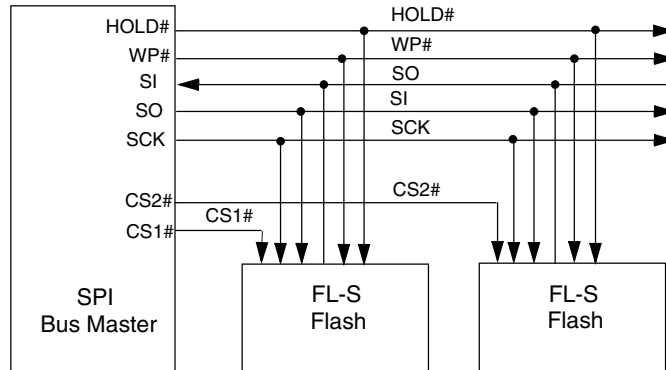 HOLD#
HOLD#
WP#
WP#
SI
SO
SO
SI
SCK
SCK
CS2#
CS2#
CS1#
CS1#
SPI
Bus Master
FL-S
Flash
FL-S
Flash